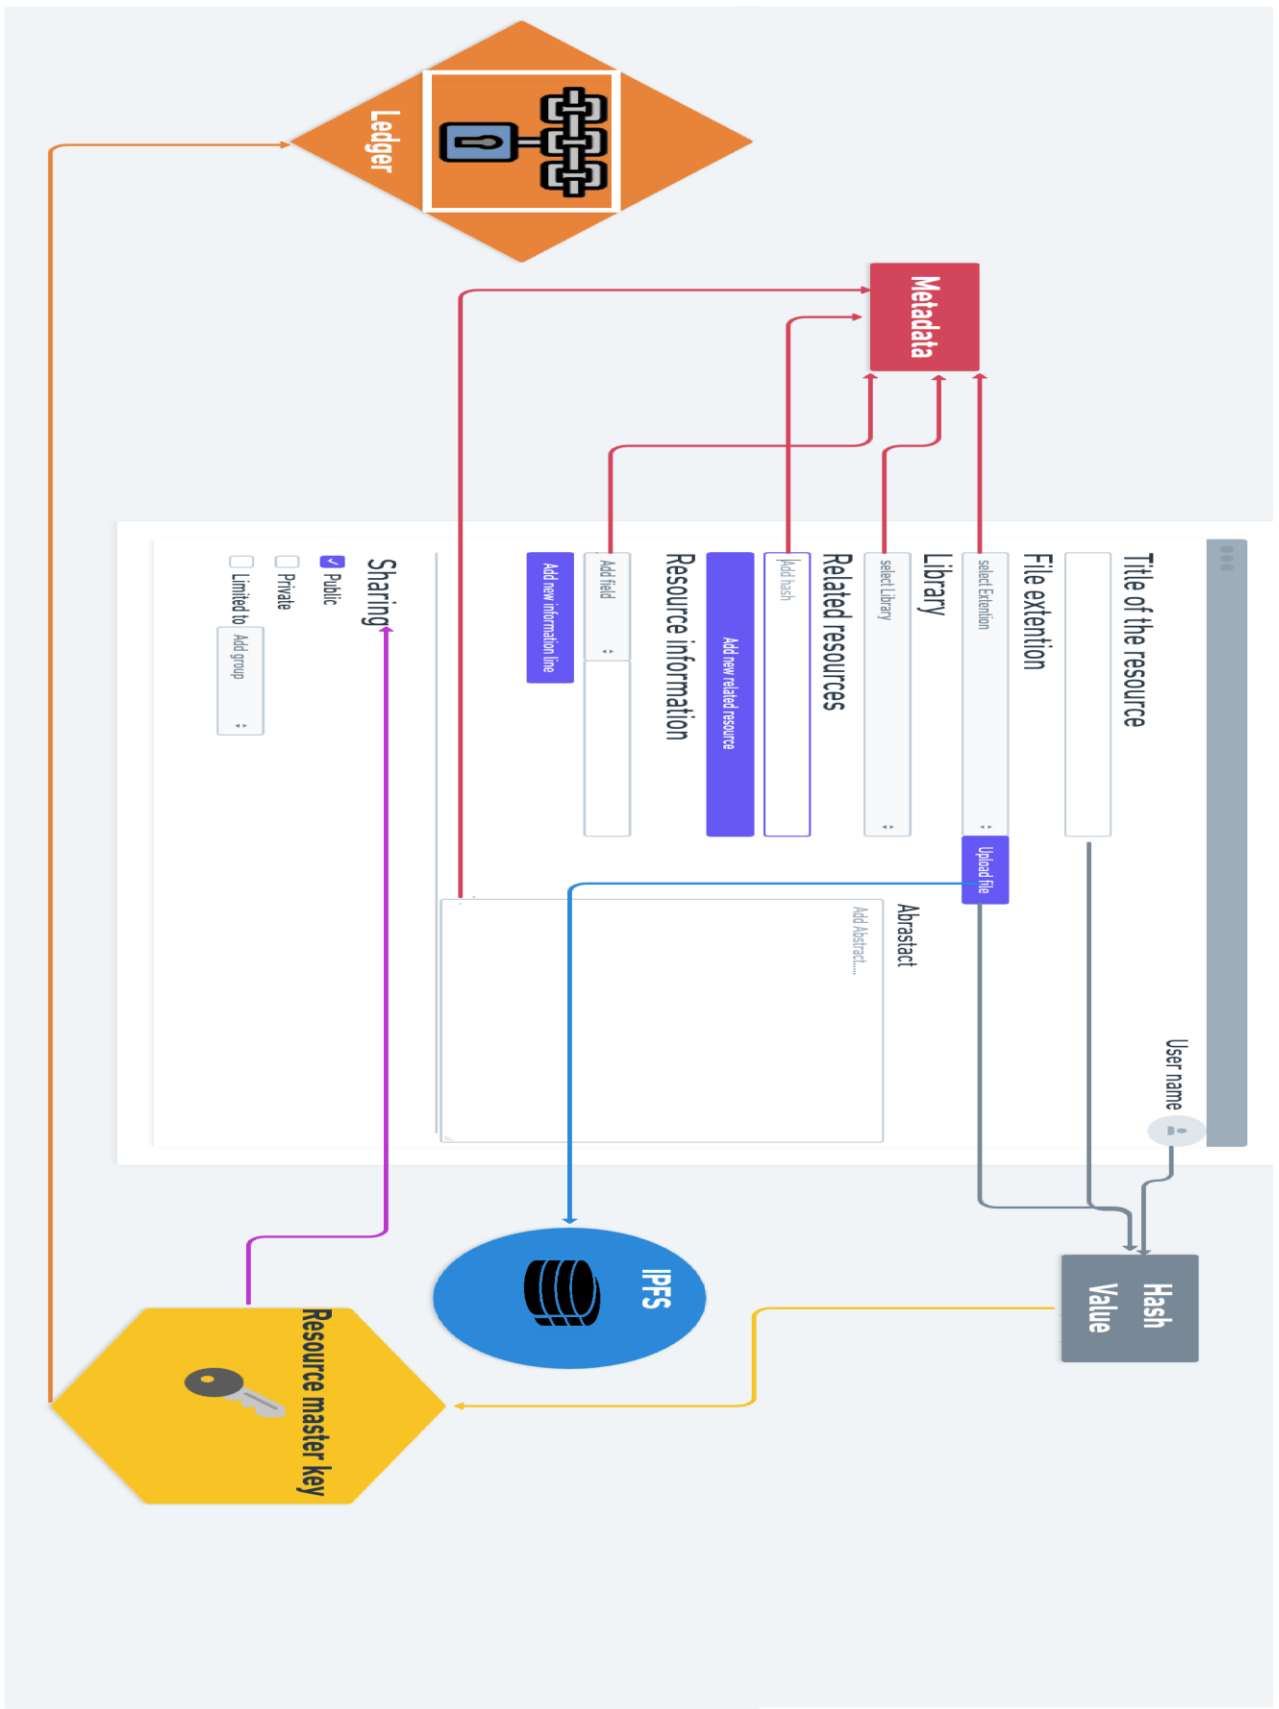 User name
Title of the resource
File extention
select Extention
Upload file
Library
select Library
Abrastact
Add Abstract....
Related resources
Add hash
Add new related resource
Resource information
Add field
Add new information line
Sharing
Public
Private
Limited to
Add group
Metadata
Ledger
Hash
Value
IPFS
Resource master key